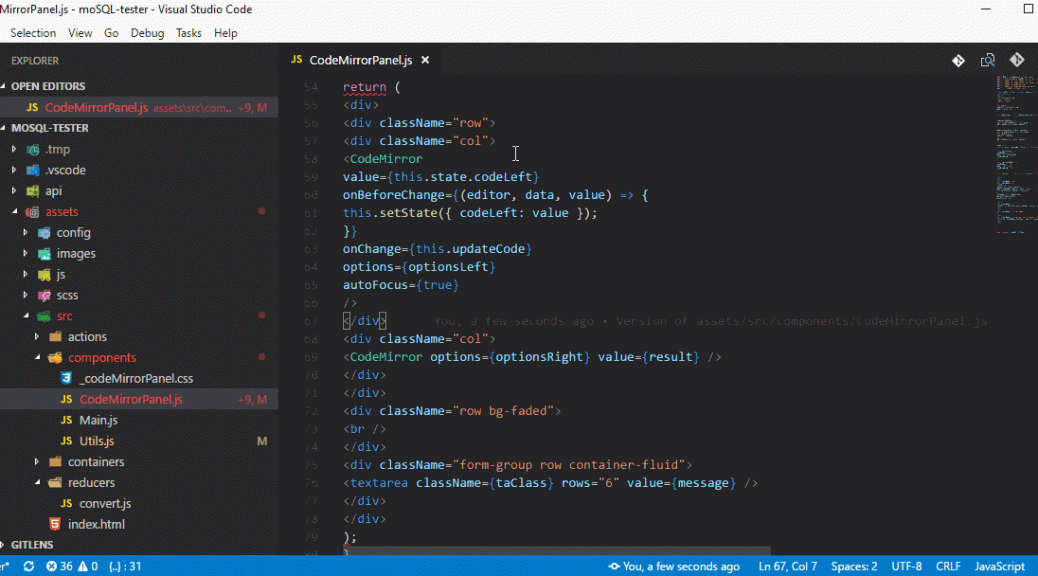 MirrorPanel.js - moSQL-tester - Visual Studio Code
Selection View Go Debug Tasks Help
EXPLORER
OPEN EDITORS
JS CodeMirrorPanel.js assets\src\com... +9, M
MOSQL-TESTER
.tmp
.vscode
api
assets
config
images
js
scss
src
actions
components
_codeMirrorPanel.css
JS CodeMirrorPanel.js +9, M
JS Main.js
JS Utils.js M
containers
reducers
JS convert.js
index.html
GITLENS
JS CodeMirrorPanel.js ×
54 return (
55 <div>
56 <div className="row">
57 <div className="col">
58 <CodeMirror
59 value={this.state.codeLeft}
60 onBeforeChange={(editor, data, value) => {
61 this.setState({ codeLeft: value });
62 }}
63 onChange={this.updateCode}
64 options={optionsLeft}
65 autoFocus={true}
66 />
67 </div> You, a few seconds ago • Version of assets/src/components/CodeMirrorPanel.js
68 <div className="col">
69 <CodeMirror options={optionsRight} value={result} />
70 </div>
71 </div>
72 <div className="row bg-faded">
73 <br />
74 </div>
75 <div className="form-group row container-fluid">
76 <textarea className={taClass} rows="6" value={message} />
77 </div>
78 </div>
79 );
80 }
r* 36 0 {..} : 31 You, a few seconds ago Ln 67, Col 7 Spaces: 2 UTF-8 CRLF JavaScript